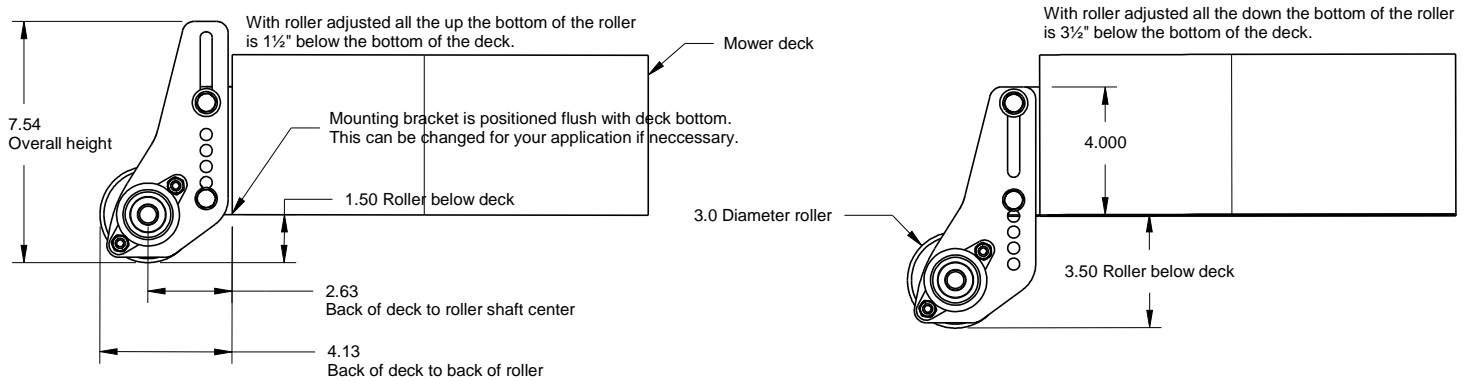 With roller adjusted all the up the bottom of the roller
is 1½" below the bottom of the deck.
Mower deck
7.54
Overall height
Mounting bracket is positioned flush with deck bottom.
This can be changed for your application if neccessary.
1.50 Roller below deck
2.63
Back of deck to roller shaft center
4.13
Back of deck to back of roller
With roller adjusted all the down the bottom of the roller
is 3½" below the bottom of the deck.
4.000
3.0 Diameter roller
3.50 Roller below deck